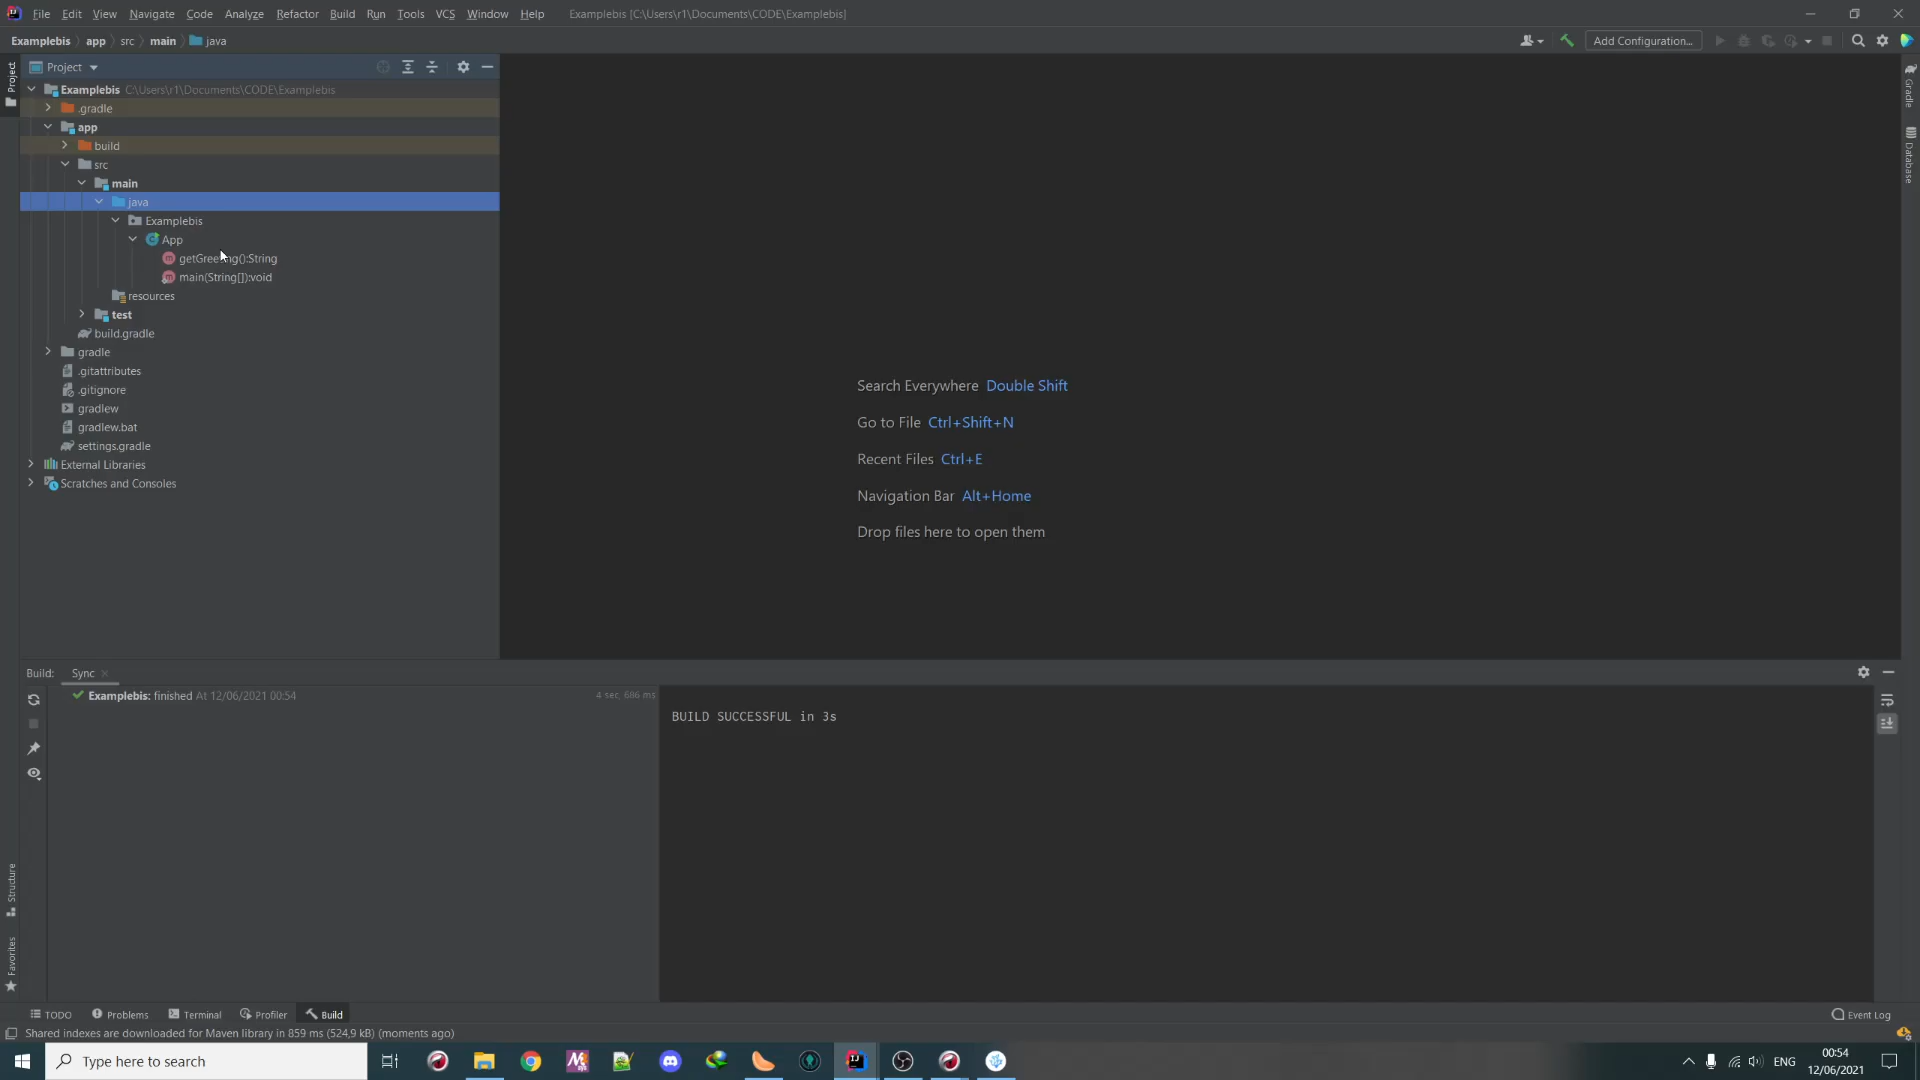 File Edit View Navigate Code Analyze Refactor Build Run Tools VCS Window Help Examplebis [C:\Users\r1\Documents\CODE\Examplebis]
Examplebis app src main java
Add Configuration...
Project
Project
Gradle
Database
Examplebis C:\Users\r1\Documents\CODE\Examplebis
.gradle
app
build
src
main
java
Examplebis
App
getGreeting():String
main(String[]):void
resources
test
build.gradle
gradle
.gitattributes
.gitignore
gradlew
gradlew.bat
settings.gradle
External Libraries
Scratches and Consoles
Search Everywhere Double Shift
Go to File Ctrl+Shift+N
Recent Files Ctrl+E
Navigation Bar Alt+Home
Drop files here to open them
Build: Sync
Examplebis: finished At 12/06/2021 00:54 4 sec, 686 ms
BUILD SUCCESSFUL in 3s
Structure
Favorites
TODO Problems Terminal Profiler Build Event Log
Shared indexes are downloaded for Maven library in 859 ms (524,9 kB) (moments ago)
Type here to search
ENG
00:54
12/06/2021